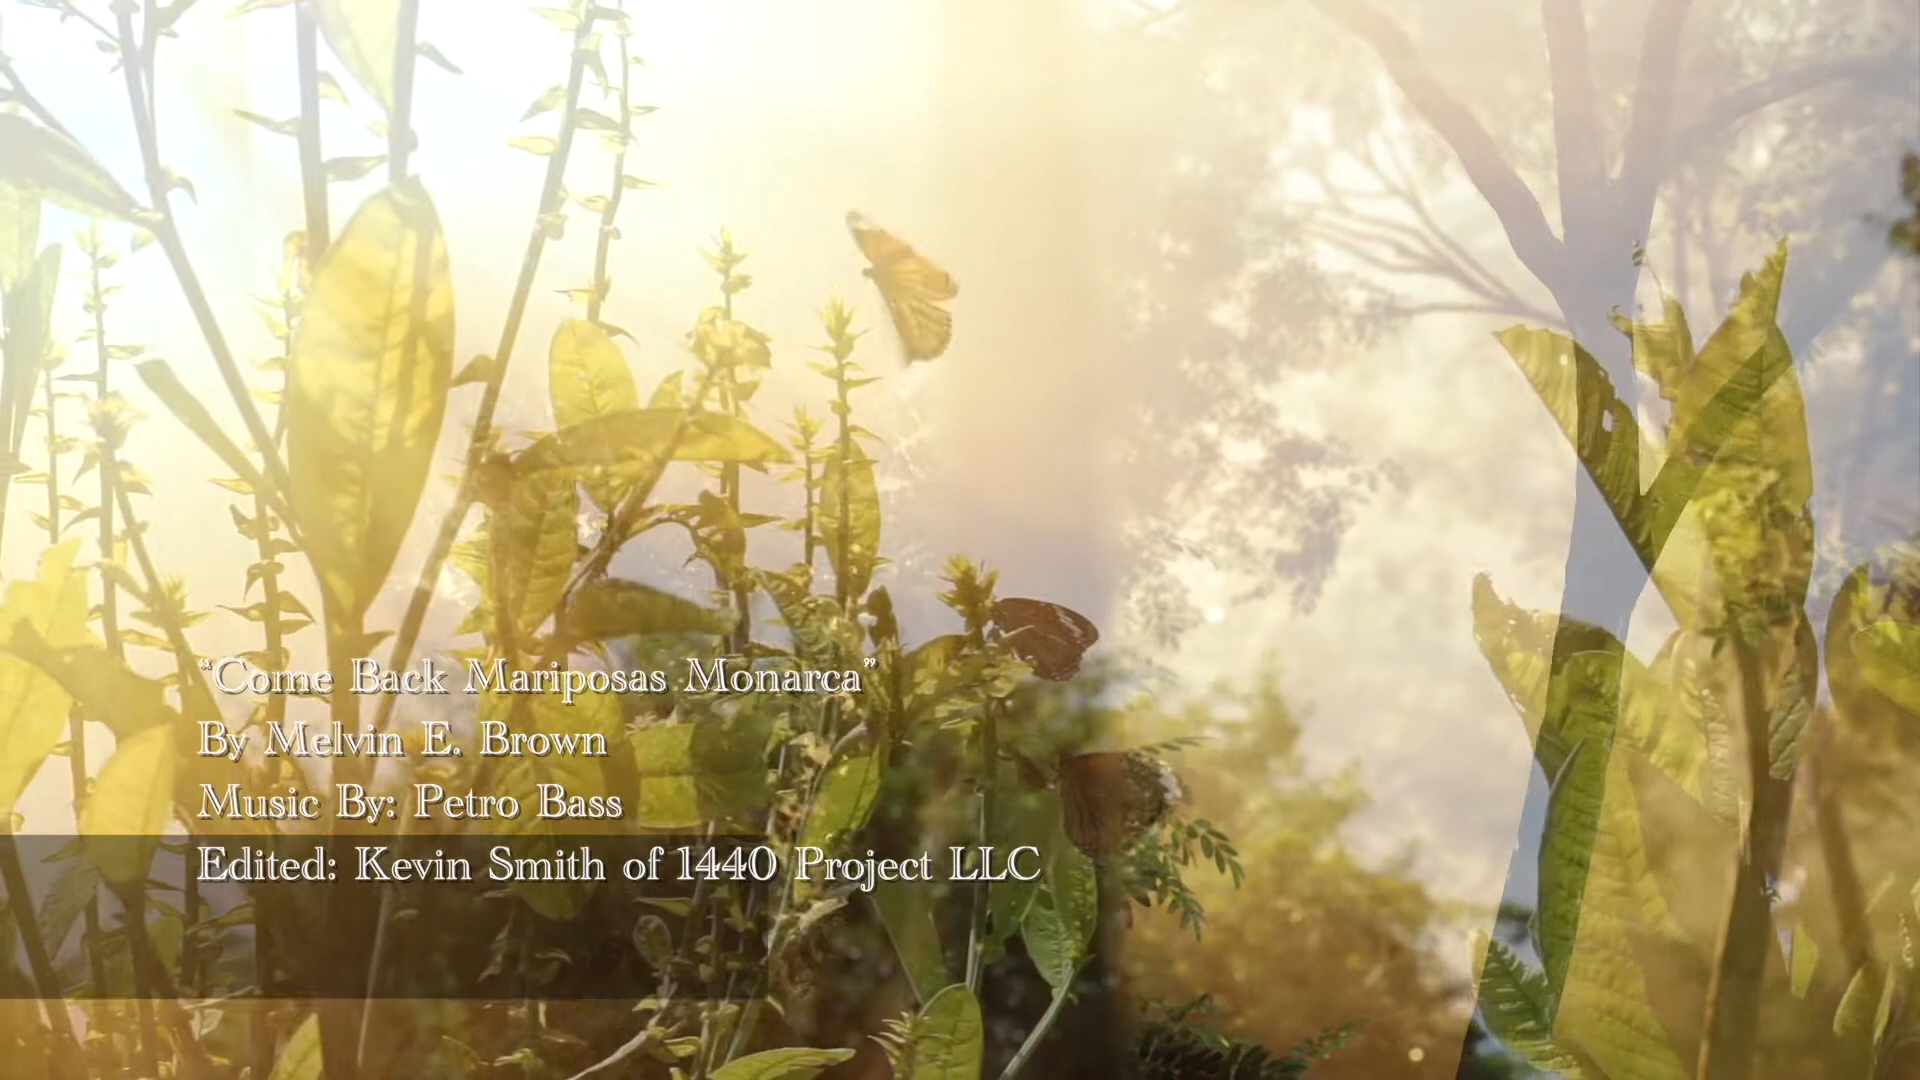 “Come Back Mariposas Monarca”
By Melvin E. Brown
Music By: Petro Bass
Edited: Kevin Smith of 1440 Project LLC